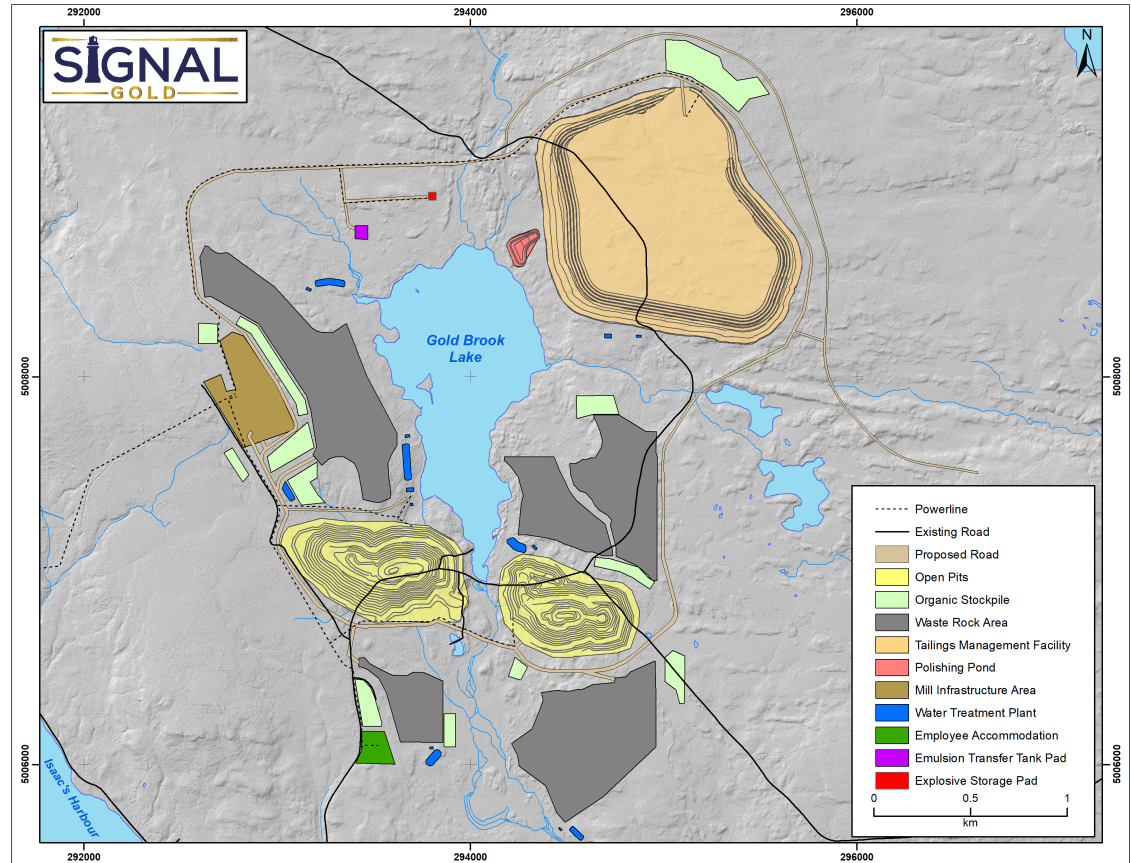 292000
294000
296000
SIGNAL
GOLD
N
Gold Brook
Lake
5008000
5008000
5006000
5006000
Isaac's Harbour
Powerline
Existing Road
Proposed Road
Open Pits
Organic Stockpile
Waste Rock Area
Tailings Management Facility
Polishing Pond
Mill Infrastructure Area
Water Treatment Plant
Employee Accommodation
Emulsion Transfer Tank Pad
Explosive Storage Pad
0 0.5 1
km
292000
294000
296000